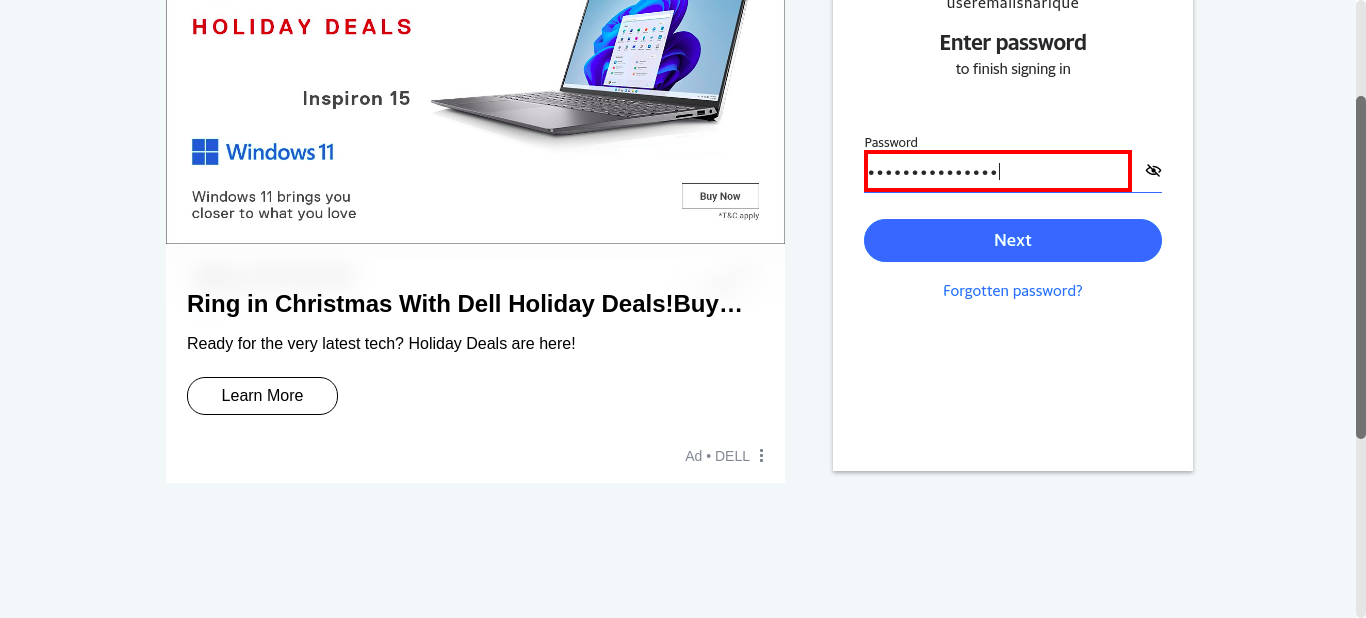 HOLIDAY DEALS
Inspiron 15
Windows 11
Windows 11 brings you
closer to what you love
Buy Now
*T&C apply
Ring in Christmas With Dell Holiday Deals!Buy…
Ready for the very latest tech? Holiday Deals are here!
Learn More
Ad • DELL
useremailsharique
Enter password
to finish signing in
Password
•••••••••••••••
Next
Forgotten password?